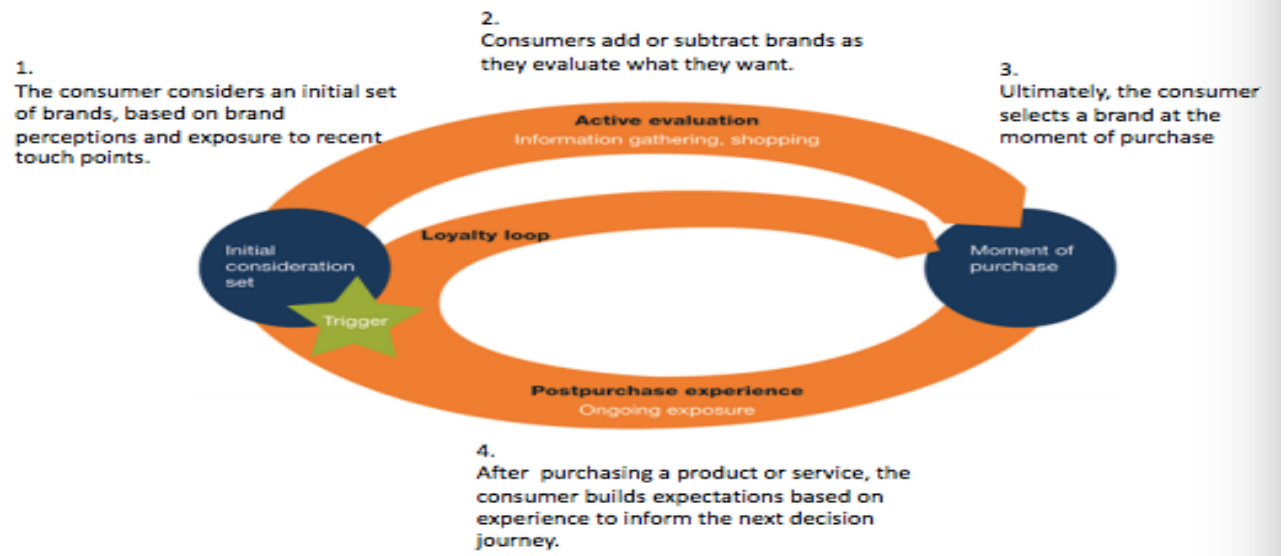 1.
The consumer considers an initial set
of brands, based on brand
perceptions and exposure to recent
touch points.
2.
Consumers add or subtract brands as
they evaluate what they want.
3.
Ultimately, the consumer
selects a brand at the
moment of purchase
Active evaluation
Information gathering, shopping
Loyalty loop
Initial
consideration
set
Trigger
Moment of
purchase
Postpurchase experience
Ongoing exposure
4.
After purchasing a product or service, the
consumer builds expectations based on
experience to inform the next decision
journey.